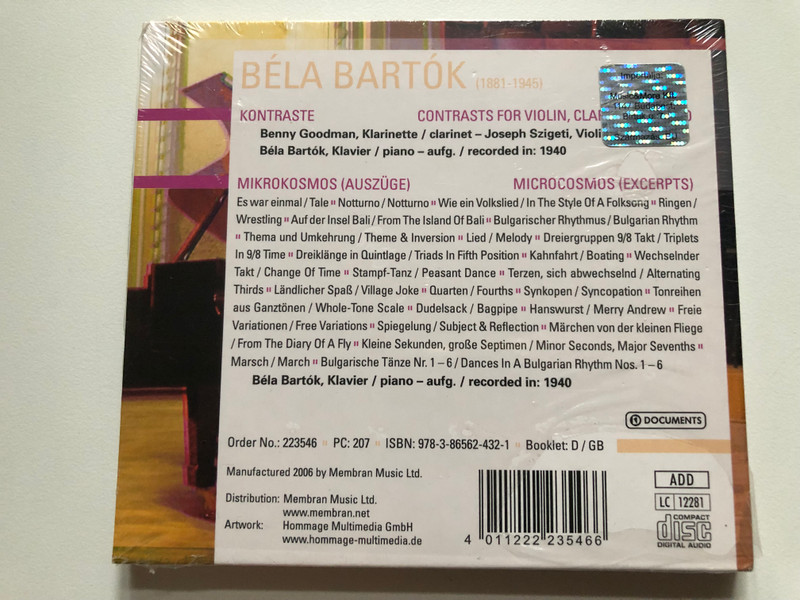 BÉLA BARTÓK (1881-1945)
KONTRASTE CONTRASTS FOR VIOLIN,
Benny Goodman, Klarinette / clarinet – Joseph Szigeti,
Béla Bartók, Klavier / piano – aufg. / recorded in: 1940
Importálja:
MIKROKOSMOS (AUSZÜGE) MICROCOSMOS (EXCERPTS)
Es war einmal / Tale Notturno / Notturno Wie ein Volkslied / In The Style Of A Folksong Ringen /
Wrestling Auf der Insel Bali / From The Island Of Bali Bulgarischer Rhythmus / Bulgarian Rhythm
Thema und Umkehrung / Theme & Inversion Lied / Melody Dreiergruppen 9/8 Takt / Triplets
In 9/8 Time Dreiklänge in Quintlage / Triads In Fifth Position Kahnfahrt / Boating Wechselnder
Takt / Change Of Time Stampf-Tanz / Peasant Dance Terzen, sich abwechselnd / Alternating
Thirds Ländlicher Spaß / Village Joke Quarten / Fourths Synkopen / Syncopation Tonreihen
aus Ganztönen / Whole-Tone Scale Dudelsack / Bagpipe Hanswurst / Merry Andrew Freie
Variationen / Free Variations Spiegelung / Subject & Reflection Märchen von der kleinen Fliege
/ From The Diary Of A Fly Kleine Sekunden, große Septimen / Minor Seconds, Major Sevenths
Marsch / March Bulgarische Tänze Nr. 1 – 6 / Dances In A Bulgarian Rhythm Nos. 1 – 6
Béla Bartók, Klavier / piano – aufg. / recorded in: 1940
DOCUMENTS
Order No.: 223546 PC: 207 ISBN: 978-3-86562-432-1 Booklet: D / GB
Manufactured 2006 by Membran Music Ltd.
Distribution: Membran Music Ltd.
www.membran.net
Artwork: Hommage Multimedia GmbH
www.hommage-multimedia.de
4 011222 235466
ADD
LC 12281
COMPACT
disc
DIGITAL AUDIO